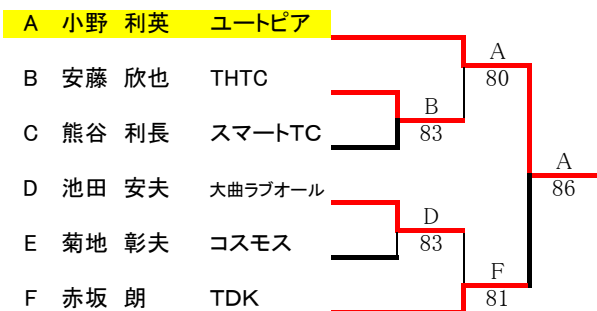 A 小野 利英 ユートピア
B 安藤 欣也 THTC
C 熊谷 利長 スマートTC
D 池田 安夫 大曲ラブオール
E 菊地 彰夫 コスモス
F 赤坂 朗 TDK
B
83
D
83
A
80
F
81
A
86